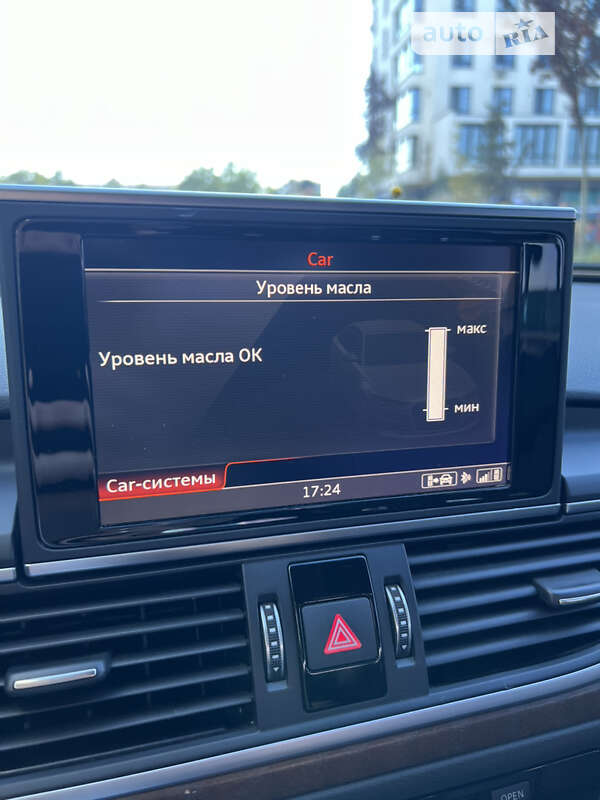 auto RIA
Car
Уровень масла
макс
Уровень масла OK
мин
Car-системы
17:24
OPEN